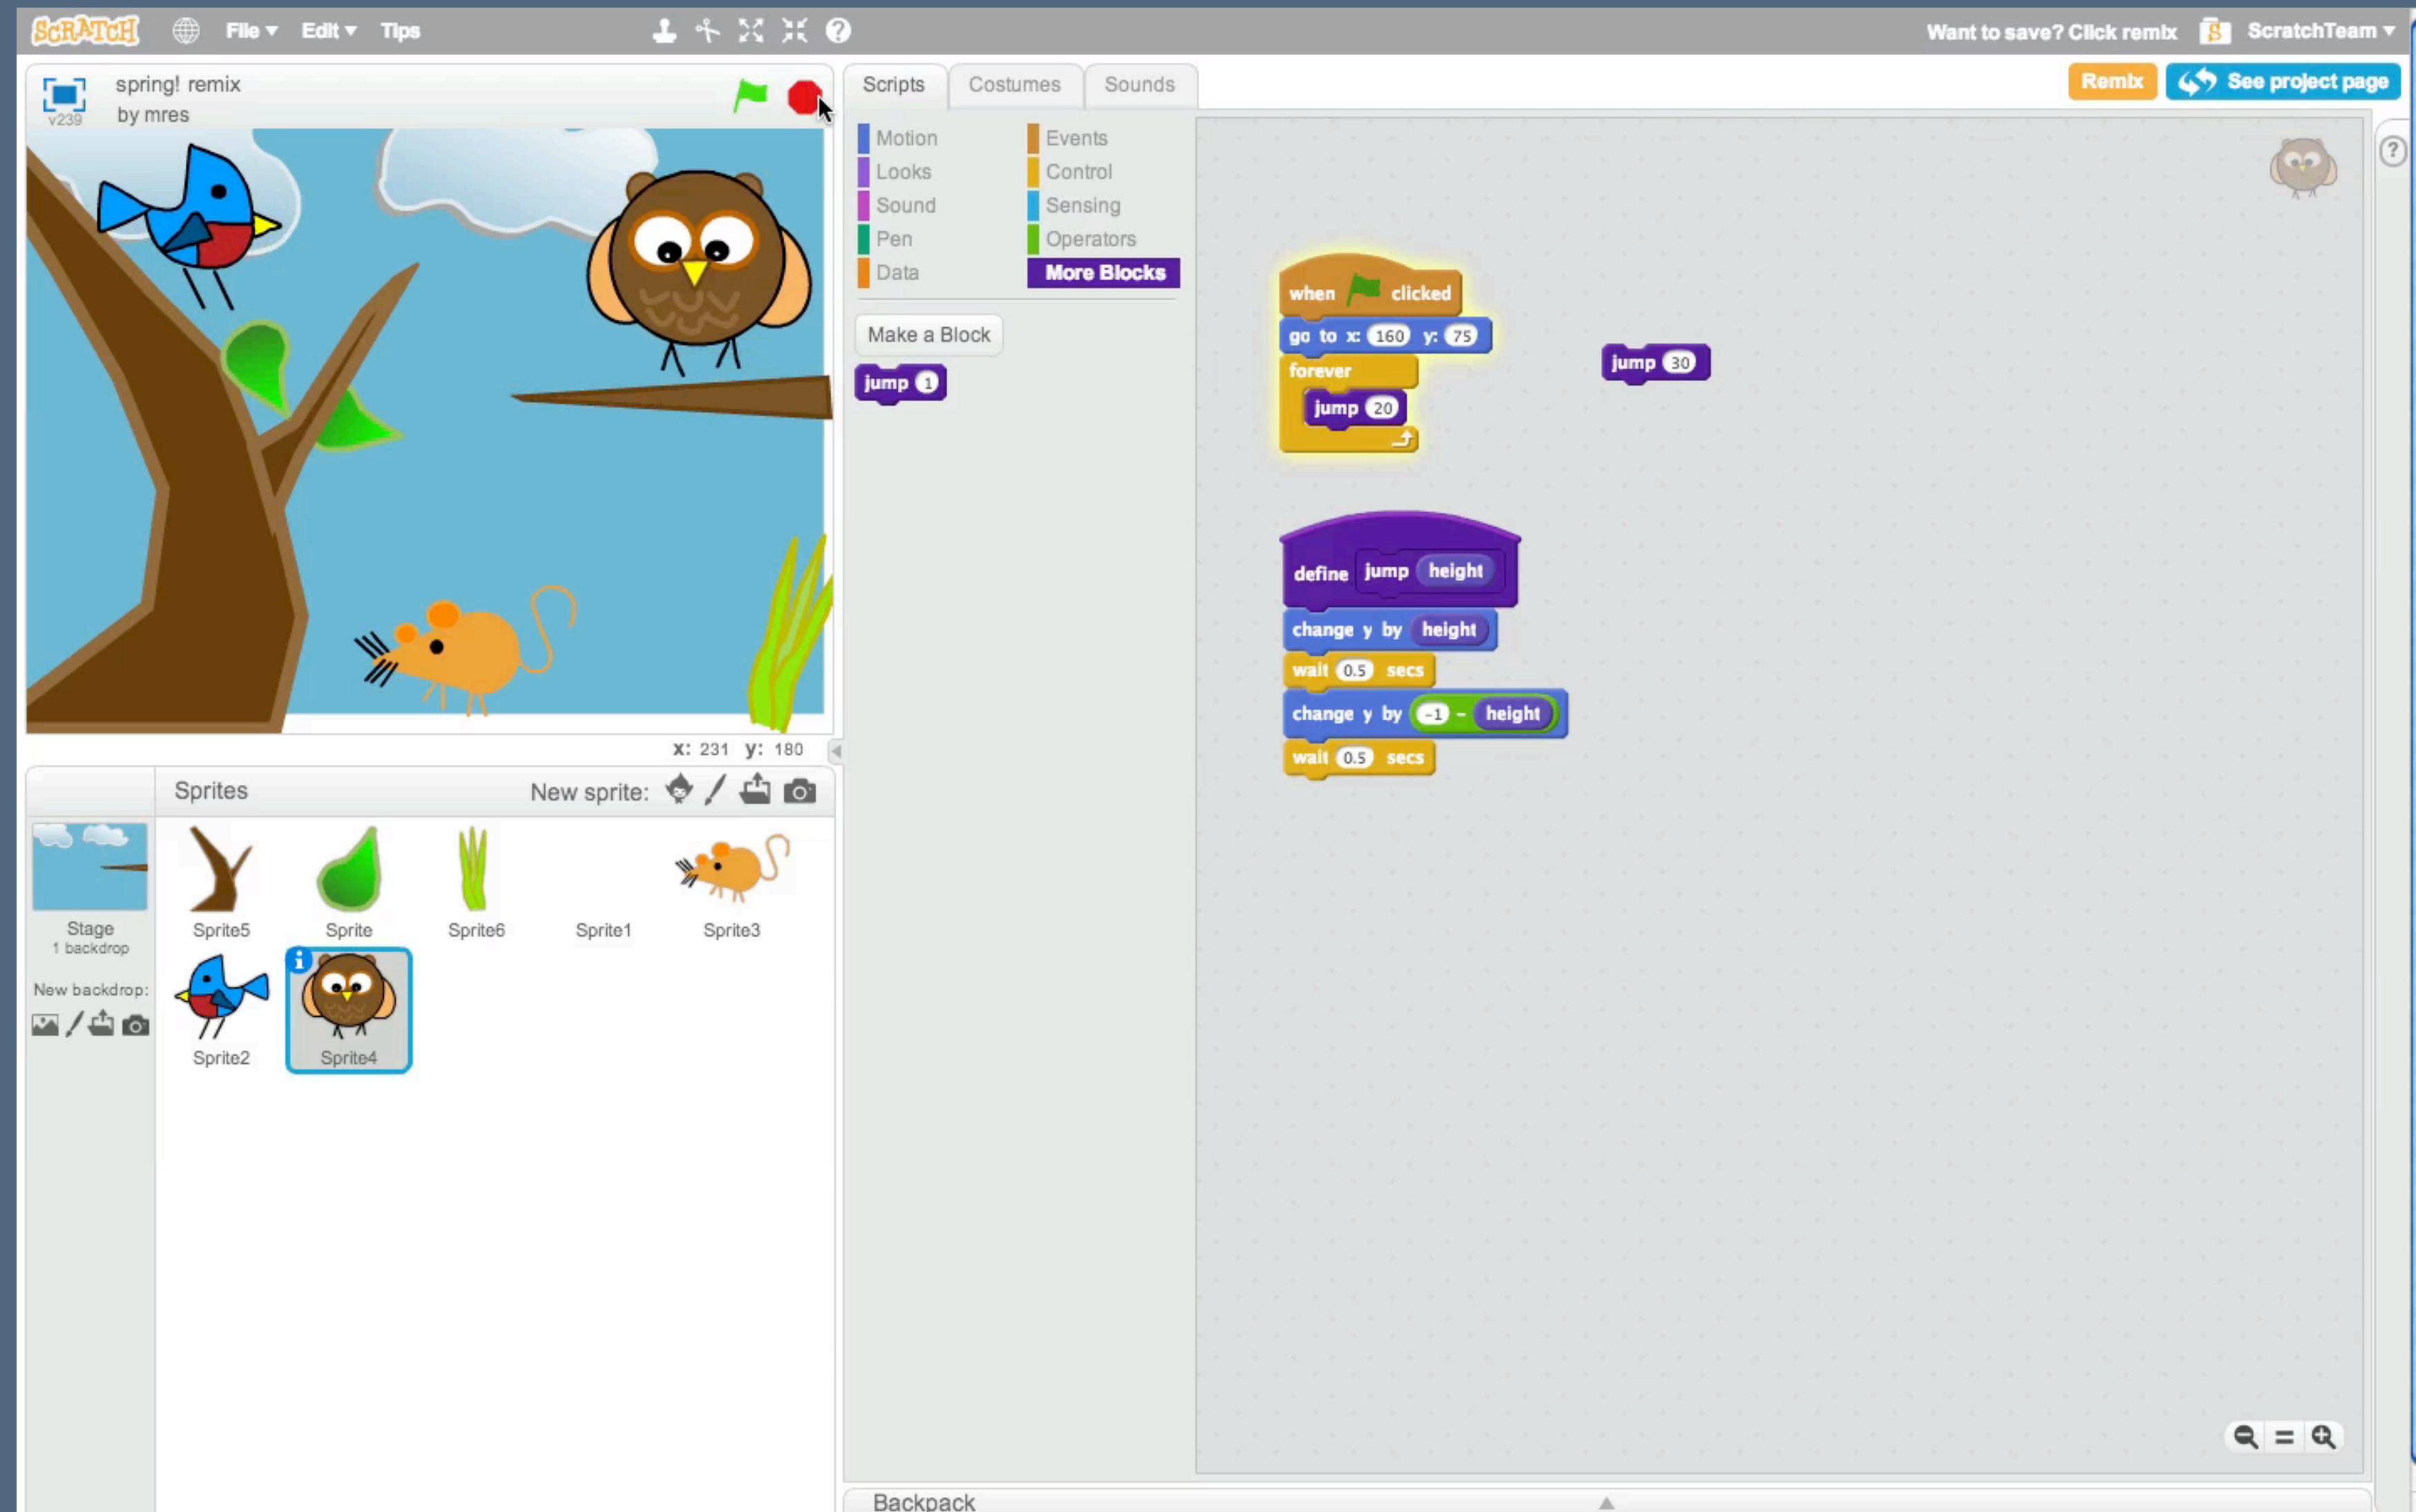 SCRATCH File Edit Tips Want to save? Click remix S ScratchTeam
spring! remix
by mres
v239
Scripts Costumes Sounds
Remix See project page
Motion Events
Looks Control
Sound Sensing
Pen Operators
Data More Blocks
Make a Block
jump 1
when clicked
go to x: 160 y: 75
forever
jump 20
jump 30
define jump height
change y by height
wait 0.5 secs
change y by -1 - height
wait 0.5 secs
x: 231 y: 180
Sprites New sprite:
Sprite5 Sprite Sprite6 Sprite1 Sprite3
Stage
1 backdrop
New backdrop:
Sprite2 Sprite4
Backpack